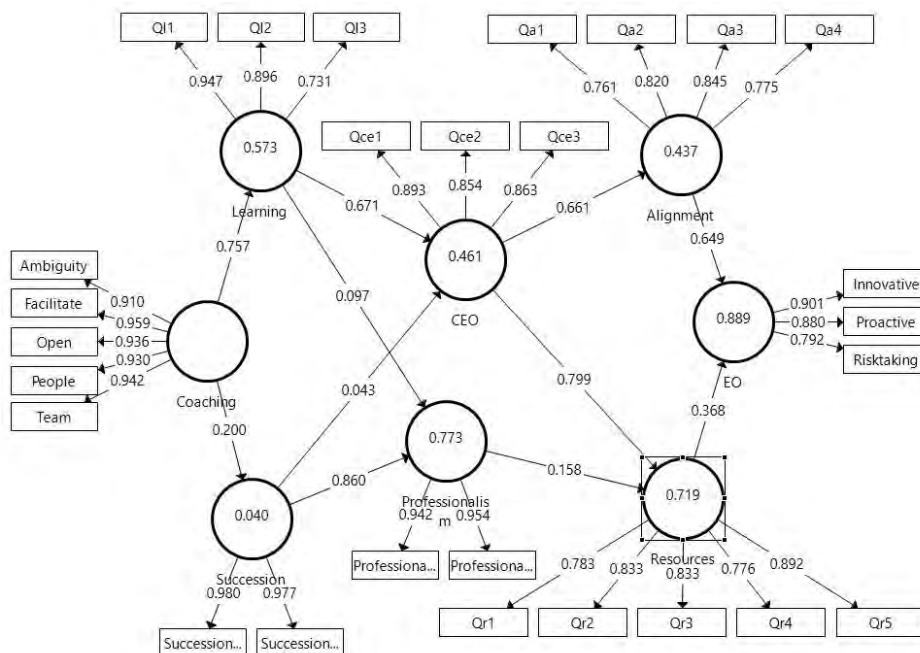 Ql1 Ql2 Ql3 Qa1 Qa2 Qa3 Qa4
0.947 0.896 0.731 0.761 0.820 0.845 0.775
Qce1 Qce2 Qce3
0.573 0.437
0.893 0.854 0.863
Learning 0.671 0.661 Alignment
0.757 0.649
Ambiguity 0.461 Innovative
0.910 0.097 0.901
Facilitate 0.959 CEO 0.889 0.880 Proactive
Open 0.936 0.792 Risktaking
People 0.930 EO
0.942 Coaching 0.043 0.799 0.368
Team
0.200 0.773
0.860 0.158
0.040 Professionalis 0.719
0.942 m 0.954
Succession Resources
0.980 0.977 Professiona... Professiona... 0.783 0.833 0.833 0.776 0.892
Succession... Succession... Qr1 Qr2 Qr3 Qr4 Qr5